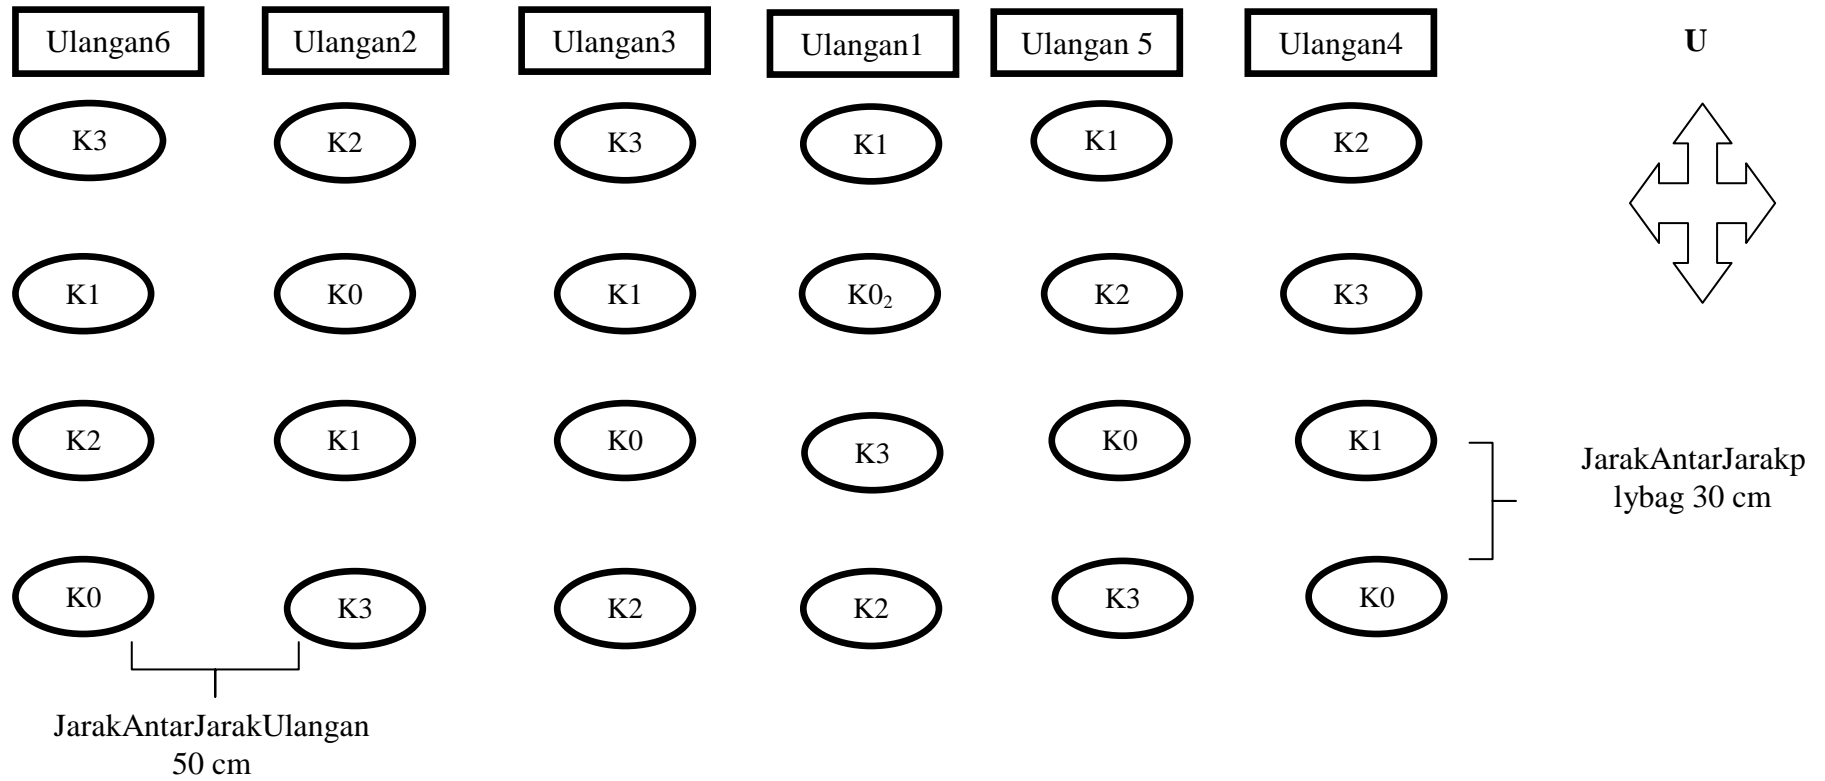 Ulangan6 Ulangan2 Ulangan3 Ulangan1 Ulangan 5 Ulangan4 U
K3 K2 K3 K1 K1 K2
K1 K0 K1 K0₂ K2 K3
K2 K1 K0 K3 K0 K1
JarakAntarJarakp
lybag 30 cm
K0 K3 K2 K2 K3 K0
JarakAntarJarakUlangan
50 cm